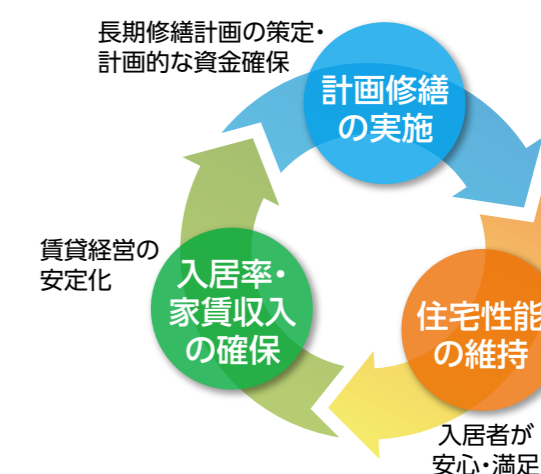 長期修繕計画の策定・
計画的な資金確保
計画修繕
の実施
賃貸経営の
安定化
入居率・
家賃収入
の確保
住宅性能
の維持
入居者が
安心・満足